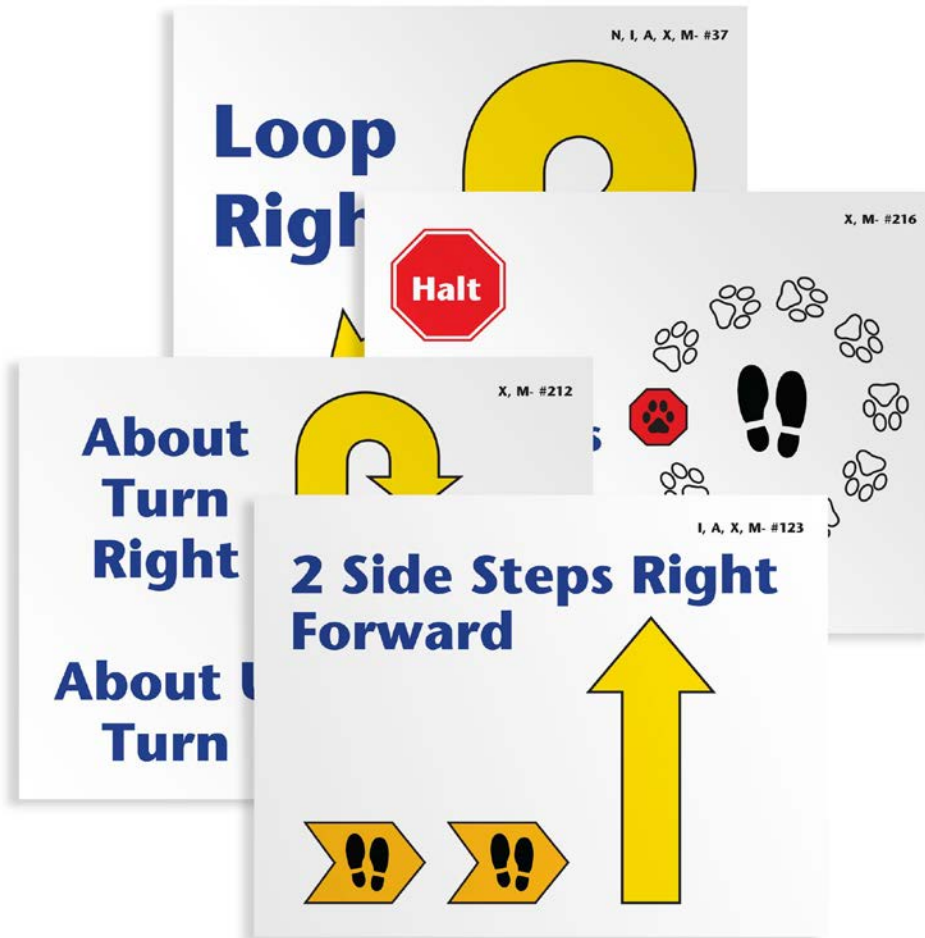 N, I, A, X, M- #37
Loop
X, M- #216
Halt
X, M- #212
About
Turn
Right
About
Turn
I, A, X, M- #123
2 Side Steps Right
Forward